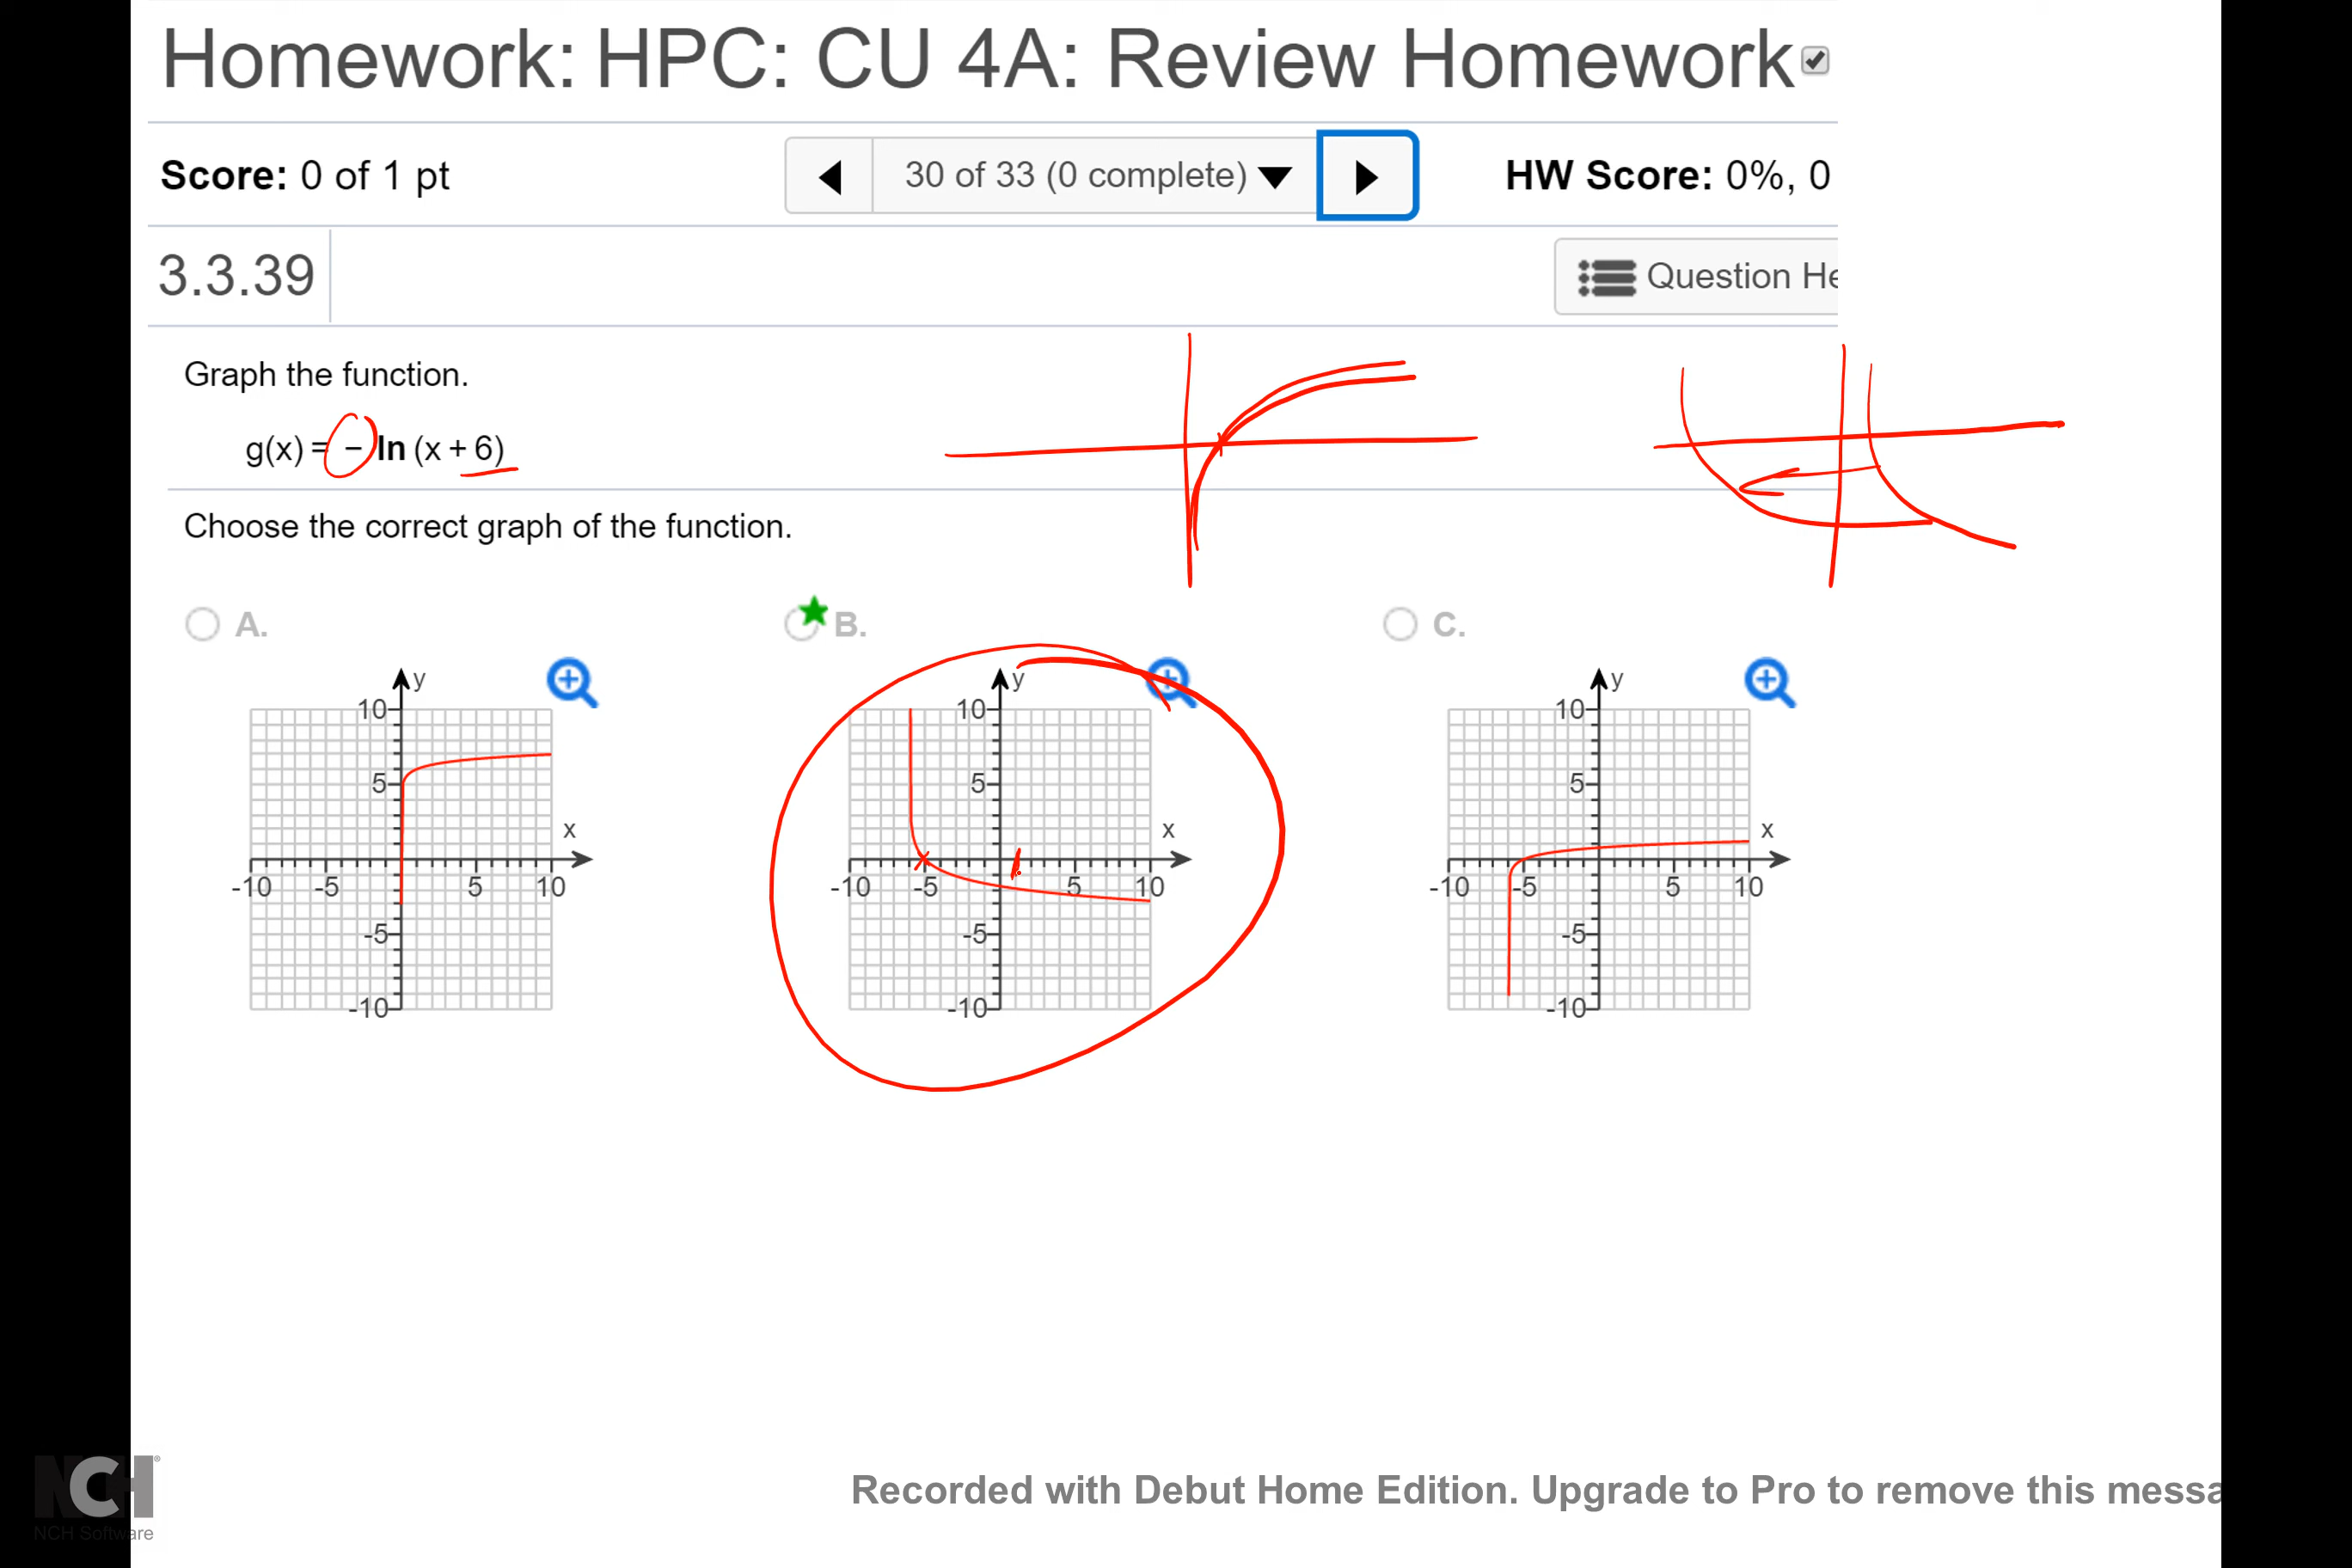 Homework: HPC: CU 4A: Review Homework
Score: 0 of 1 pt
30 of 33 (0 complete)
HW Score: 0%, 0
3.3.39
Question He
Graph the function.
g(x) = − ln (x + 6)
Choose the correct graph of the function.
A.
B.
C.
y
10
5
x
-10 -5 5 10
-5
-10
y
10
5
x
-10 -5 5 10
-5
-10
y
10
5
x
-10 -5 5 10
-5
-10
NCH®
NCH Software
Recorded with Debut Home Edition. Upgrade to Pro to remove this messa